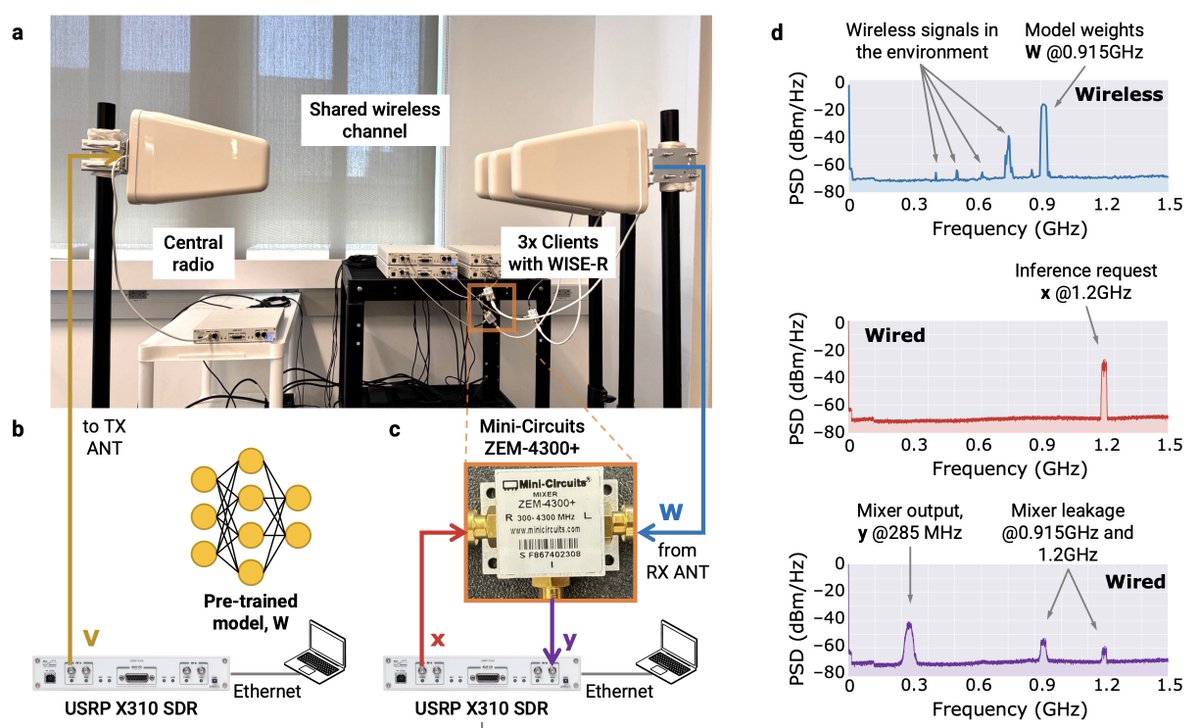 a
Shared wireless
channel
Central
radio
3x Clients
with WISE-R
b
to TX
ANT
Pre-trained
model, W
V
Ethernet
USRP X310 SDR
c
Mini-Circuits
ZEM-4300+
Mini-Circuits®
MIXER
ZEM-4300+
R 300-4300 MHz L
www.minicircuits.com
S F867402308
I
W
from
RX ANT
x
y
Ethernet
USRP X310 SDR
d
Wireless signals in
the environment
Model weights
W @0.915GHz
Wireless
PSD (dBm/Hz)
0
−20
−40
−60
−80
0 0.3 0.6 0.9 1.2 1.5
Frequency (GHz)
Inference request
x @1.2GHz
Wired
PSD (dBm/Hz)
0
−20
−40
−60
−80
0 0.3 0.6 0.9 1.2 1.5
Frequency (GHz)
Mixer output,
y @285 MHz
Mixer leakage
@0.915GHz and
1.2GHz
Wired
PSD (dBm/Hz)
0
−20
−40
−60
−80
0 0.3 0.6 0.9 1.2 1.5
Frequency (GHz)